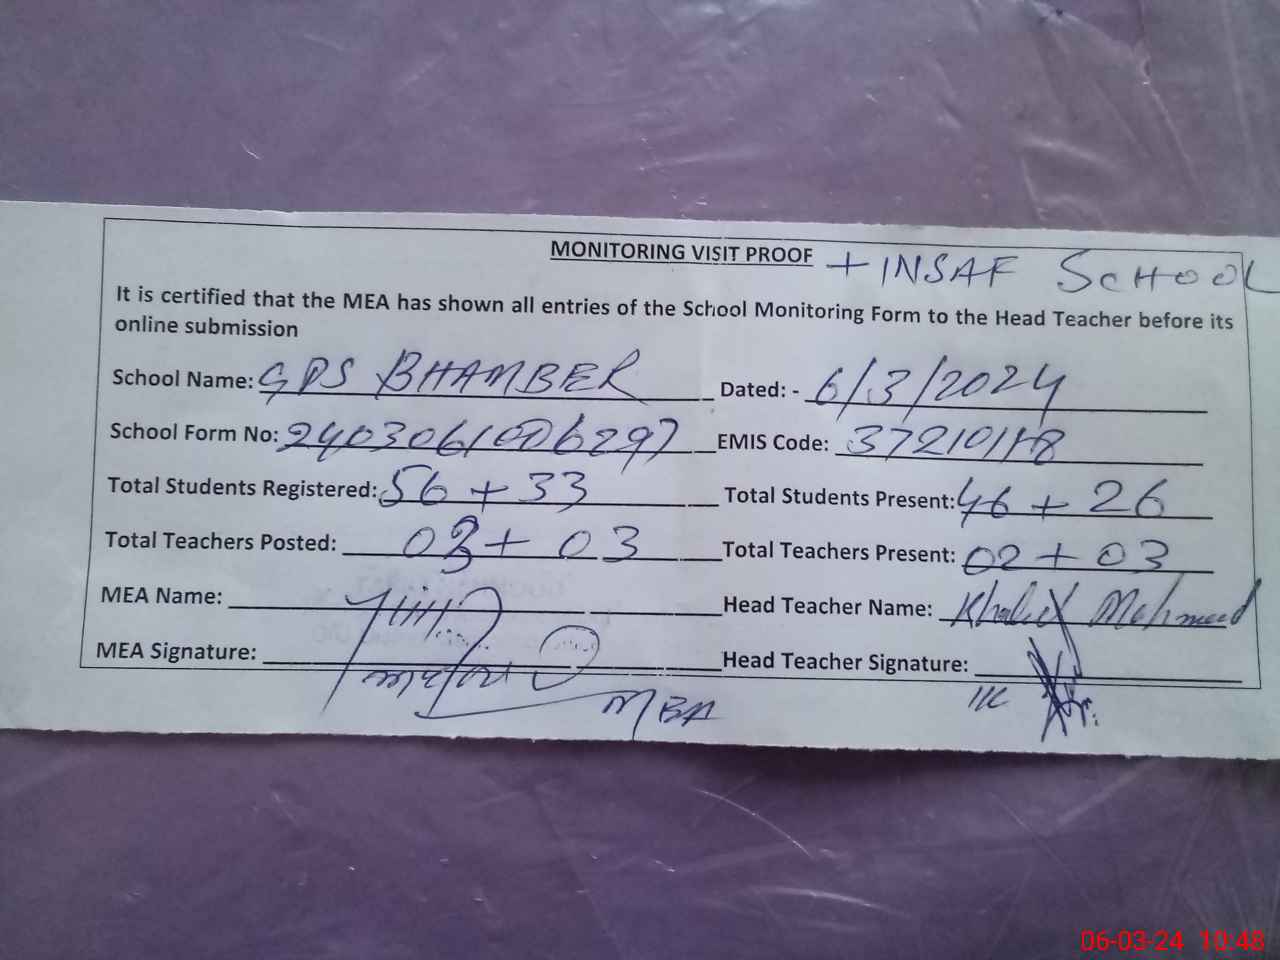 MONITORING VISIT PROOF + INSAF SCHOOL
It is certified that the MEA has shown all entries of the School Monitoring Form to the Head Teacher before its
online submission
School Name: GPS BHAMBER Dated: - 6/3/2024
School Form No: 2403061006297 EMIS Code: 37210118
Total Students Registered: 56 + 33 Total Students Present: 46 + 26
Total Teachers Posted: 03 + 03 Total Teachers Present: 02 + 03
MEA Name: Head Teacher Name: Khalid Mehmood
MEA Signature: Head Teacher Signature:
MBA
06-03-24 10:48